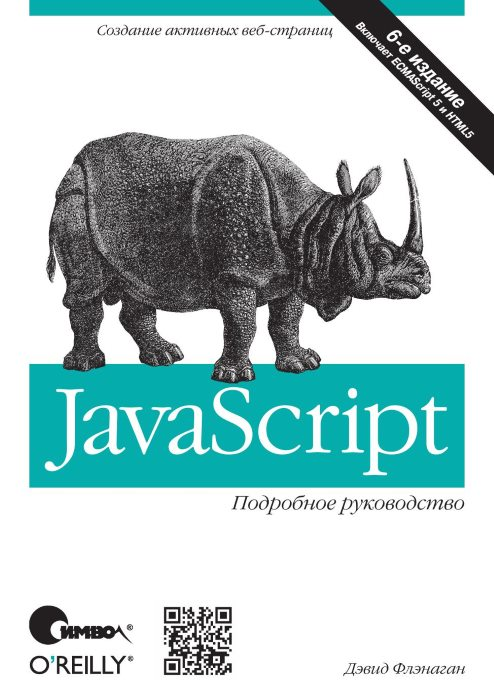 Создание активных веб-страниц
6-е издание
Включает ECMAScript 5 и HTML5
JavaScript
Подробное руководство
СИМВОЛ®
O'REILLY®
Дэвид Флэнаган